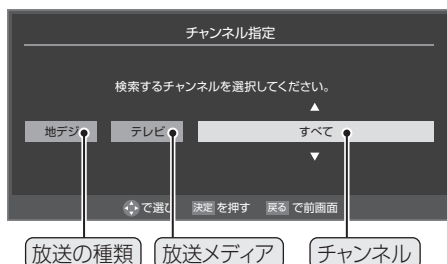 チャンネル指定
検索するチャンネルを選択してください。
地デジ テレビ すべて
で選び 決定 を押す 戻る で前画面
放送の種類 放送メディア チャンネル